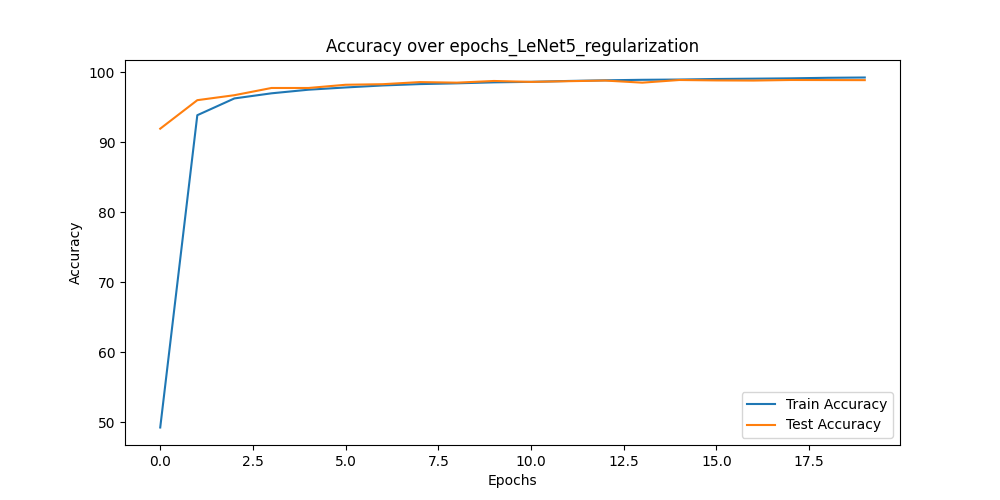 Accuracy over epochs_LeNet5_regularization
100
90
80
70
60
50
Accuracy
0.0 2.5 5.0 7.5 10.0 12.5 15.0 17.5
Epochs
Train Accuracy
Test Accuracy